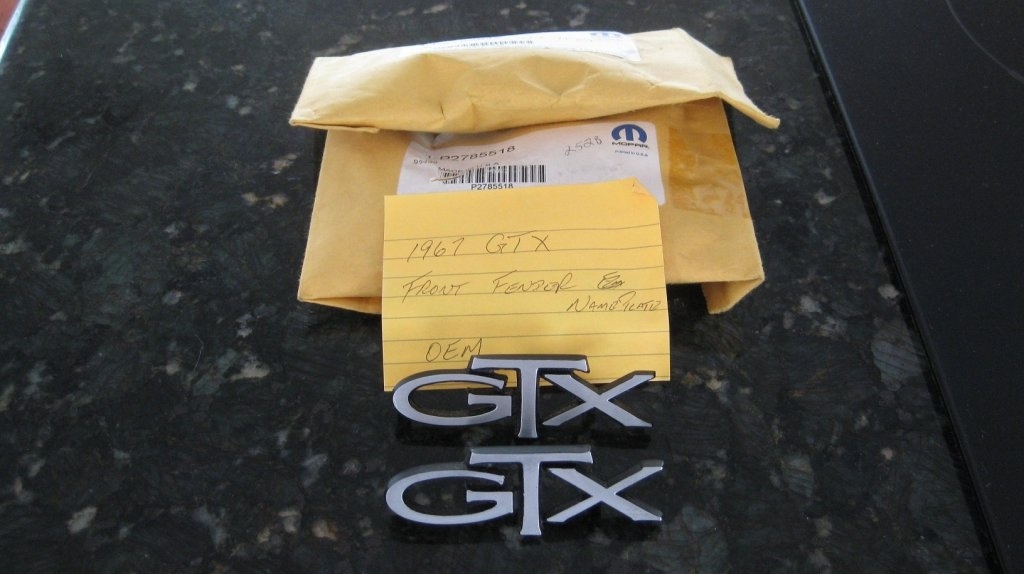 P2785518
2528
MOPAR
U.S.A.
P2785518
1967 GTX
FRONT FENDER
NAMEPLATE
OEM
GTX
GTX